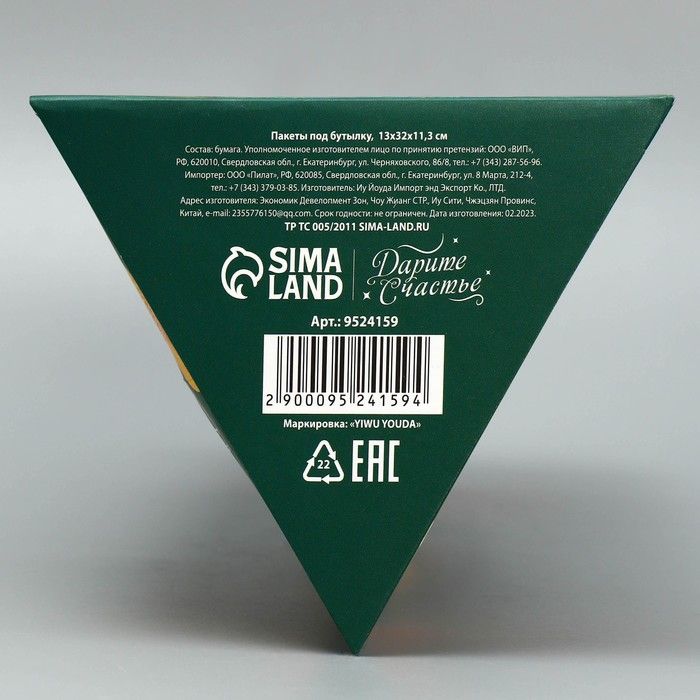 Пакеты под бутылку, 13х32х11,3 см
Состав: бумага. Уполномоченное изготовителем лицо по принятию претензий: ООО «ВИП»,
РФ, 620010, Свердловская обл., г. Екатеринбург, ул. Черняховского, 86/8, тел.: +7 (343) 287-56-96.
Импортер: ООО «Пилат», РФ, 620085, Свердловская обл., г. Екатеринбург, ул. 8 Марта, 212-4,
тел.: +7 (343) 379-03-85. Изготовитель: Иу Йоуда Импорт энд Экспорт Ко., ЛТД.
Адрес изготовителя: Экономик Девелопмент Зон, Чоу Жуанг СТР., Иу Сити, Чжэцзян Провинс,
Китай, e-mail: 2355776150@qq.com. Срок годности: не ограничен. Дата изготовления: 02.2023.
ТР ТС 005/2011 SIMA-LAND.RU
SIMA
LAND
Дарите
Счастье
Арт.: 9524159
2 900095 241594
Маркировка: «YIWU YOUDA»
22
EAC